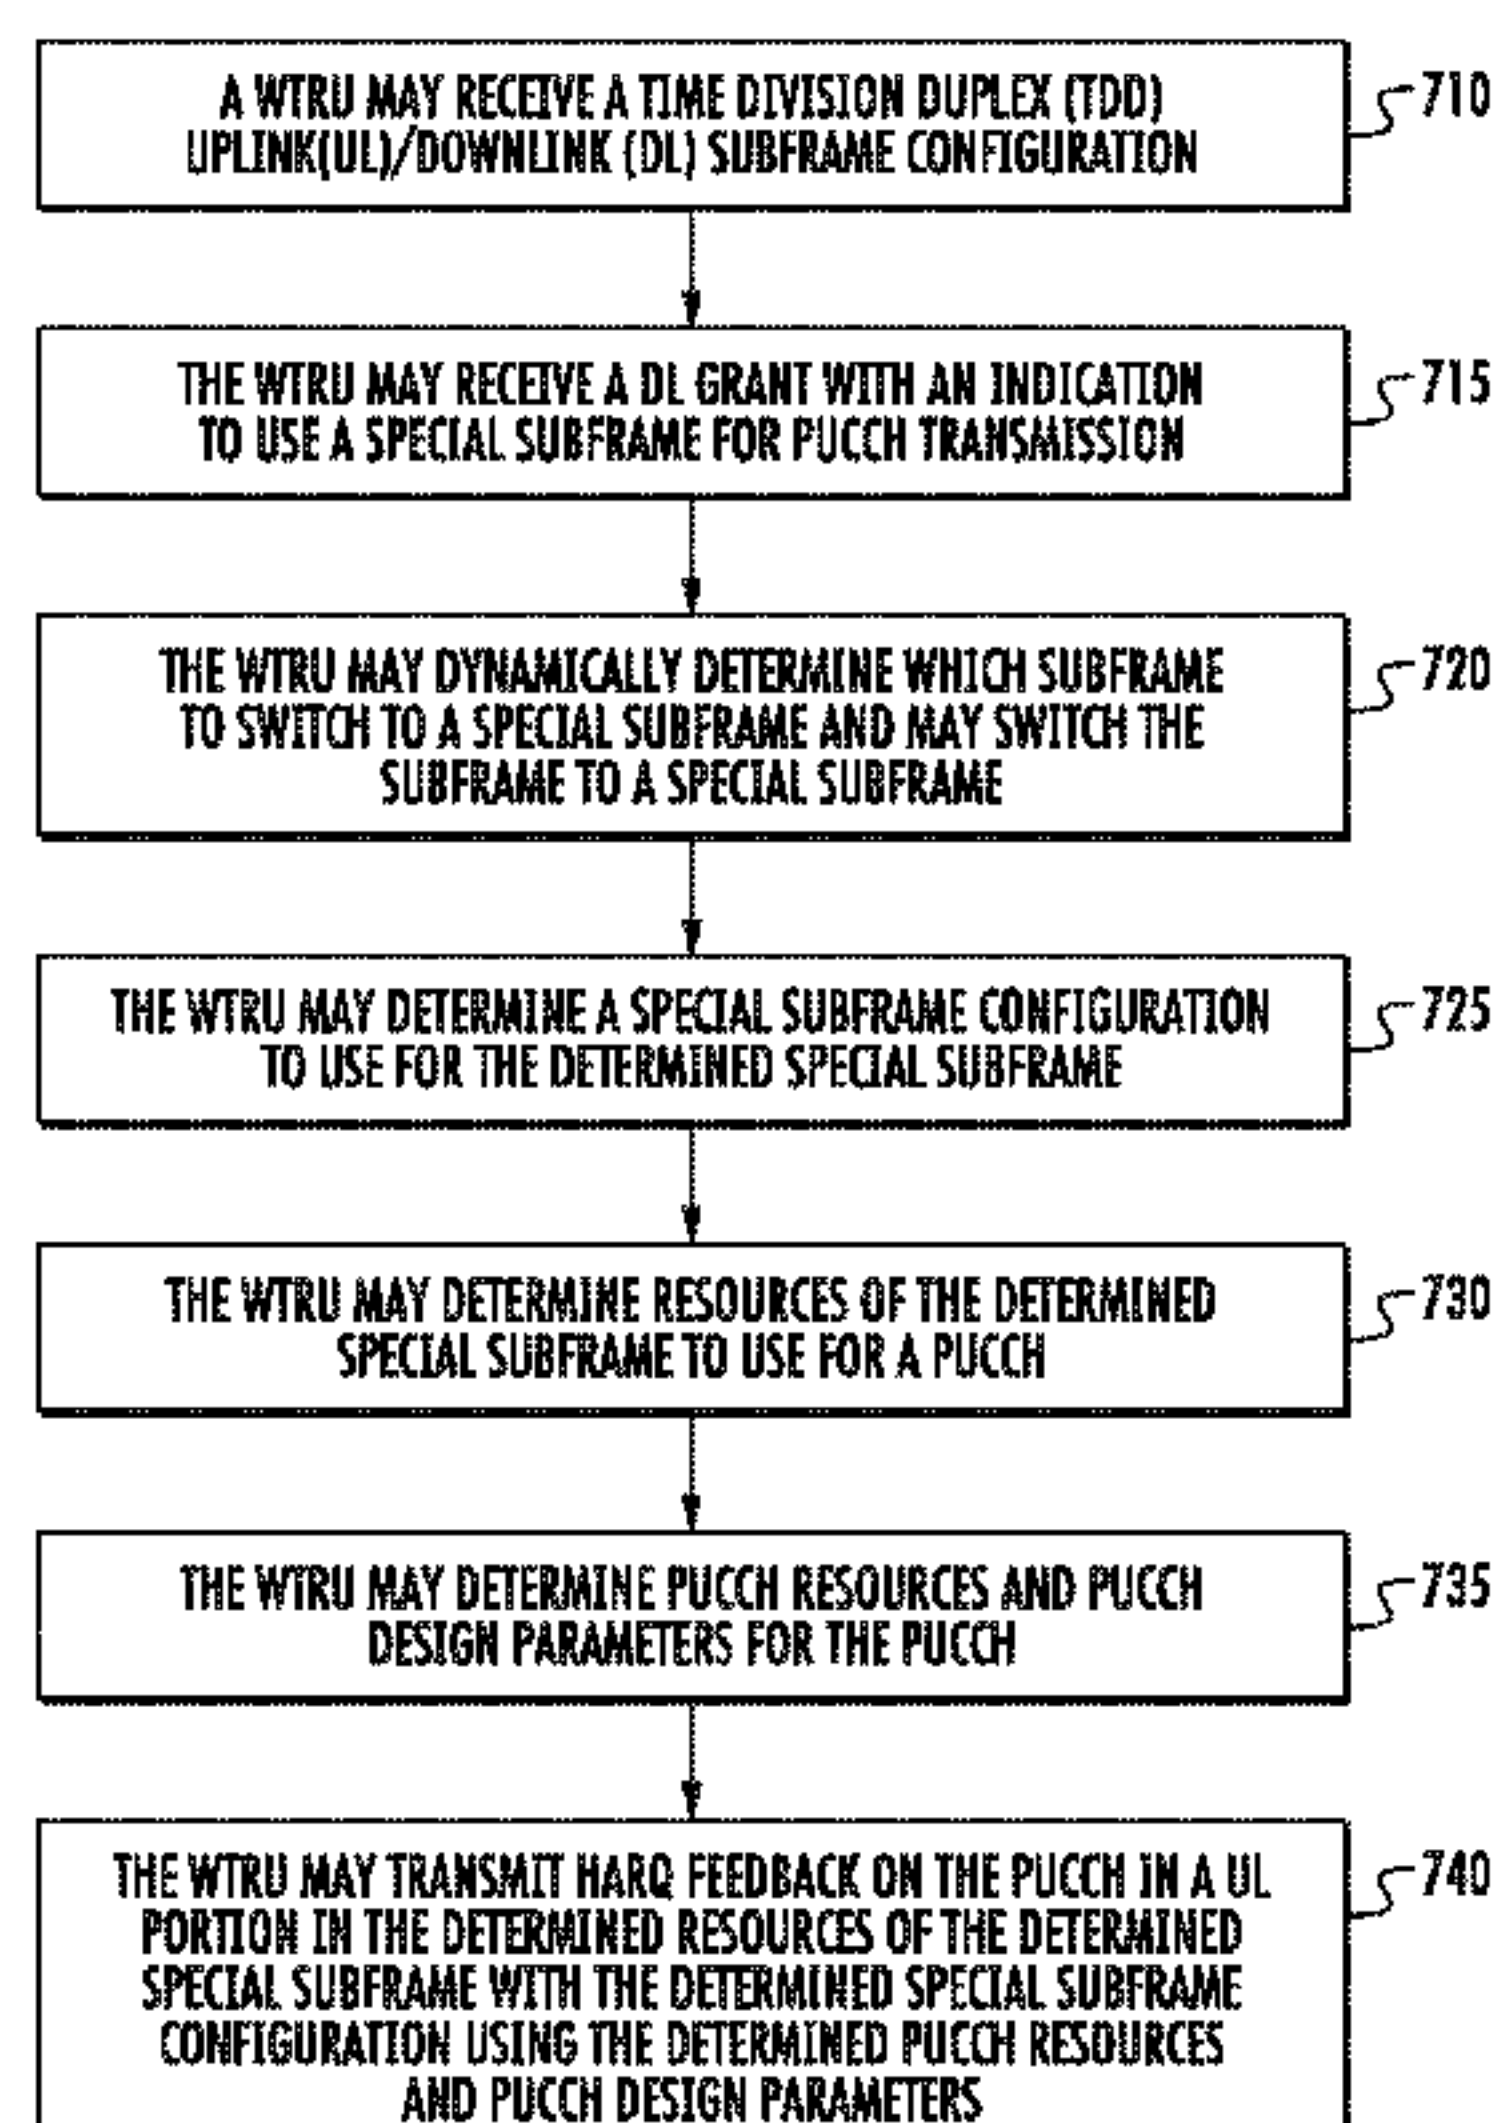 A WTRU MAY RECEIVE A TIME DIVISION DUPLEX (TDD)
UPLINK(UL)/DOWNLINK (DL) SUBFRAME CONFIGURATION
710
THE WTRU MAY RECEIVE A DL GRANT WITH AN INDICATION
TO USE A SPECIAL SUBFRAME FOR PUCCH TRANSMISSION
715
THE WTRU MAY DYNAMICALLY DETERMINE WHICH SUBFRAME
TO SWITCH TO A SPECIAL SUBFRAME AND MAY SWITCH THE
SUBFRAME TO A SPECIAL SUBFRAME
720
THE WTRU MAY DETERMINE A SPECIAL SUBFRAME CONFIGURATION
TO USE FOR THE DETERMINED SPECIAL SUBFRAME
725
THE WTRU MAY DETERMINE RESOURCES OF THE DETERMINED
SPECIAL SUBFRAME TO USE FOR A PUCCH
730
THE WTRU MAY DETERMINE PUCCH RESOURCES AND PUCCH
DESIGN PARAMETERS FOR THE PUCCH
735
THE WTRU MAY TRANSMIT HARQ FEEDBACK ON THE PUCCH IN A UL
PORTION IN THE DETERMINED RESOURCES OF THE DETERMINED
SPECIAL SUBFRAME WITH THE DETERMINED SPECIAL SUBFRAME
CONFIGURATION USING THE DETERMINED PUCCH RESOURCES
AND PUCCH DESIGN PARAMETERS
740